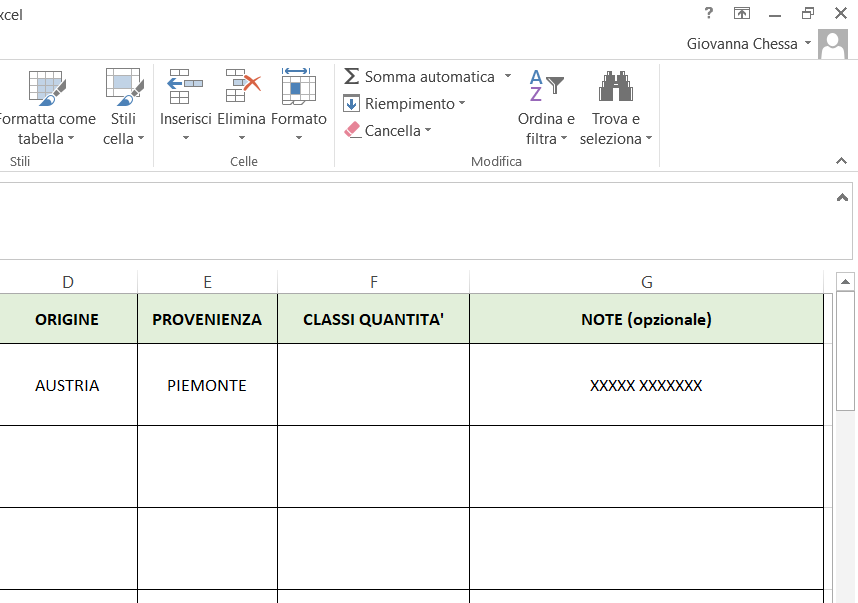 xcel
?
Giovanna Chessa
Formatta come tabella
Stili cella
Stili
Inserisci
Elimina
Formato
Celle
Σ Somma automatica
Riempimento
Cancella
A Z
Ordina e filtra
Trova e seleziona
Modifica
D E F G
ORIGINE PROVENIENZA CLASSI QUANTITA' NOTE (opzionale)
AUSTRIA PIEMONTE XXXXX XXXXXXX